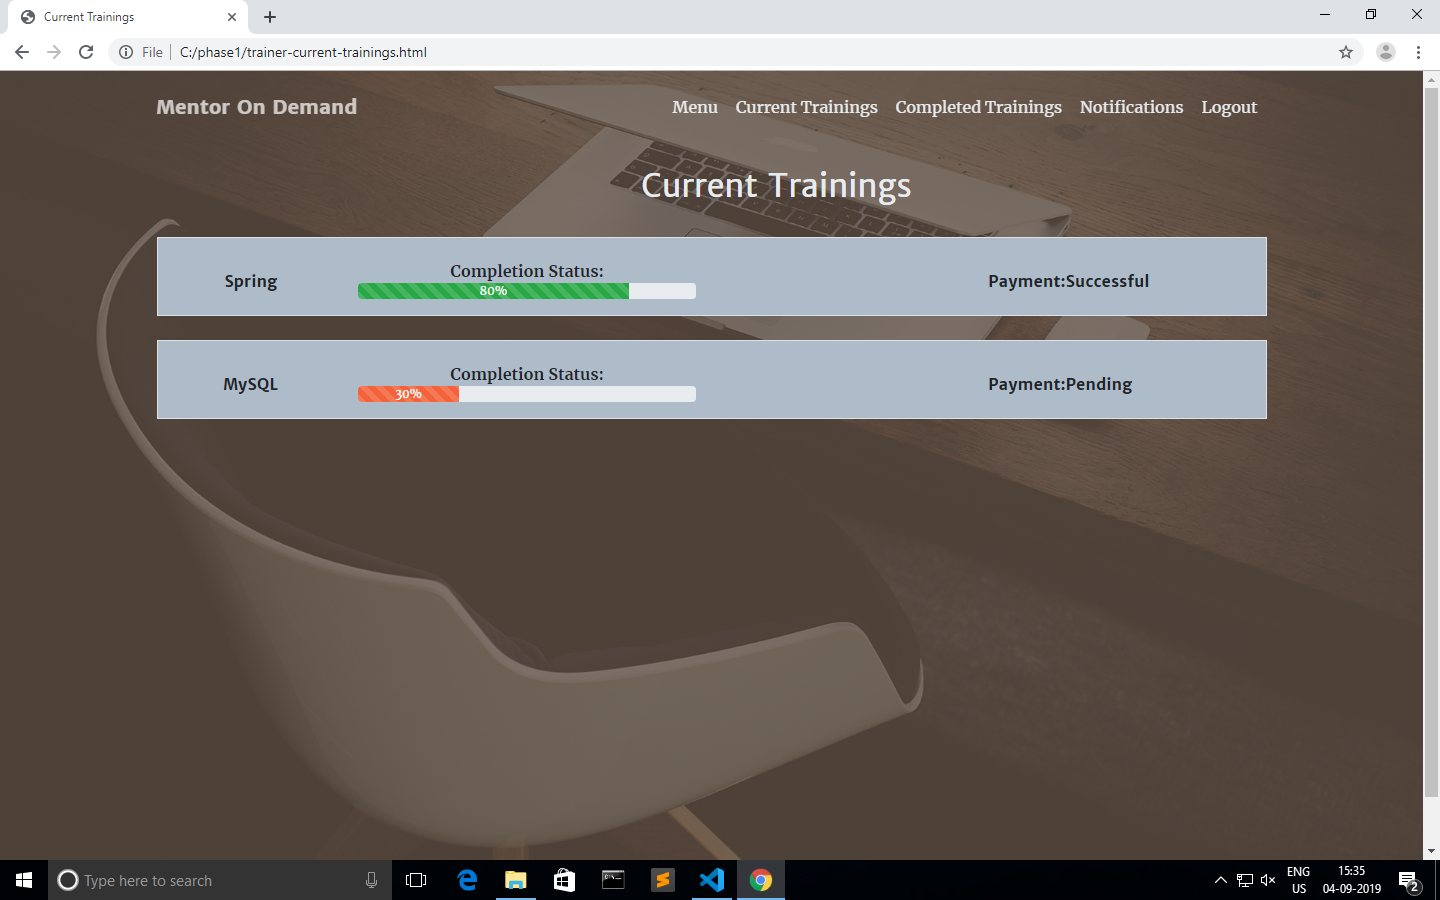 Current Trainings
File C:/phase1/trainer-current-trainings.html
Mentor On Demand Menu Current Trainings Completed Trainings Notifications Logout
Current Trainings
Spring Completion Status: Payment:Successful
80%
MySQL Completion Status: Payment:Pending
30%
Type here to search
ENG 15:35
US 04-09-2019
2